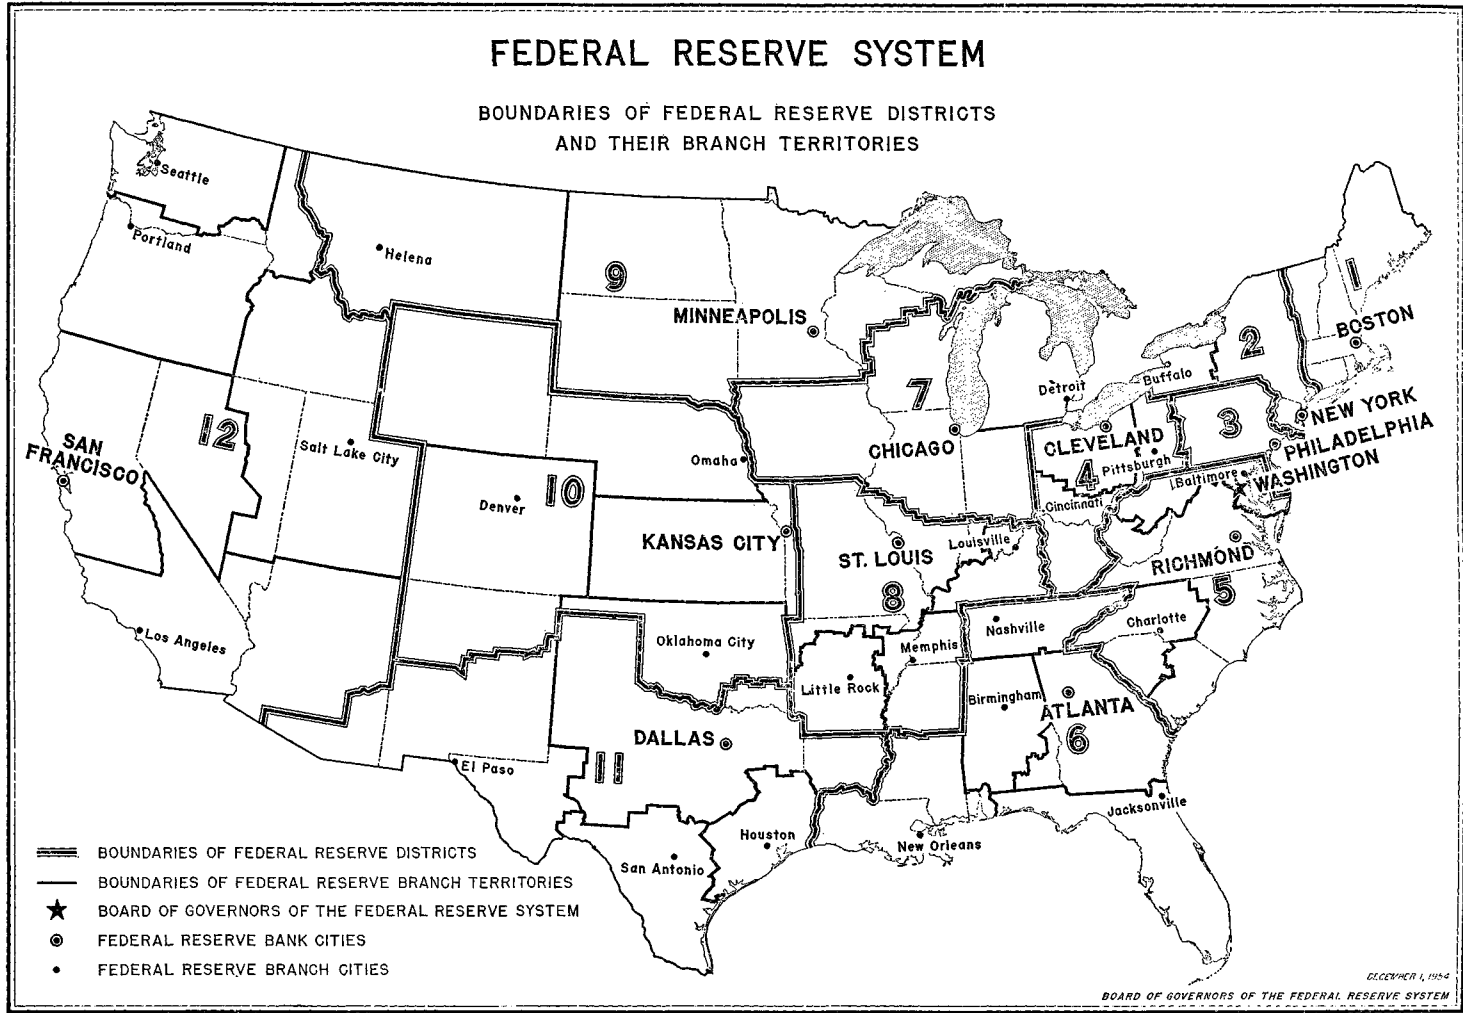 FEDERAL RESERVE SYSTEM
BOUNDARIES OF FEDERAL RESERVE DISTRICTS
AND THEIR BRANCH TERRITORIES
Seattle
Portland
Helena
9
MINNEAPOLIS
1
BOSTON
2
Buffalo
7
Detroit
NEW YORK
3
PHILADELPHIA
WASHINGTON
12
SAN
FRANCISCO
Salt Lake City
CHICAGO
CLEVELAND
4
Pittsburgh
Baltimore
Cincinnati
Omaha
Denver
10
KANSAS CITY
ST. LOUIS
Louisville
8
RICHMOND
5
Los Angeles
Oklahoma City
Nashville
Charlotte
Memphis
Little Rock
Birmingham
ATLANTA
6
DALLAS
11
El Paso
Jacksonville
Houston
New Orleans
San Antonio
BOUNDARIES OF FEDERAL RESERVE DISTRICTS
BOUNDARIES OF FEDERAL RESERVE BRANCH TERRITORIES
BOARD OF GOVERNORS OF THE FEDERAL RESERVE SYSTEM
FEDERAL RESERVE BANK CITIES
FEDERAL RESERVE BRANCH CITIES
DECEMBER 1, 1954
BOARD OF GOVERNORS OF THE FEDERAL RESERVE SYSTEM